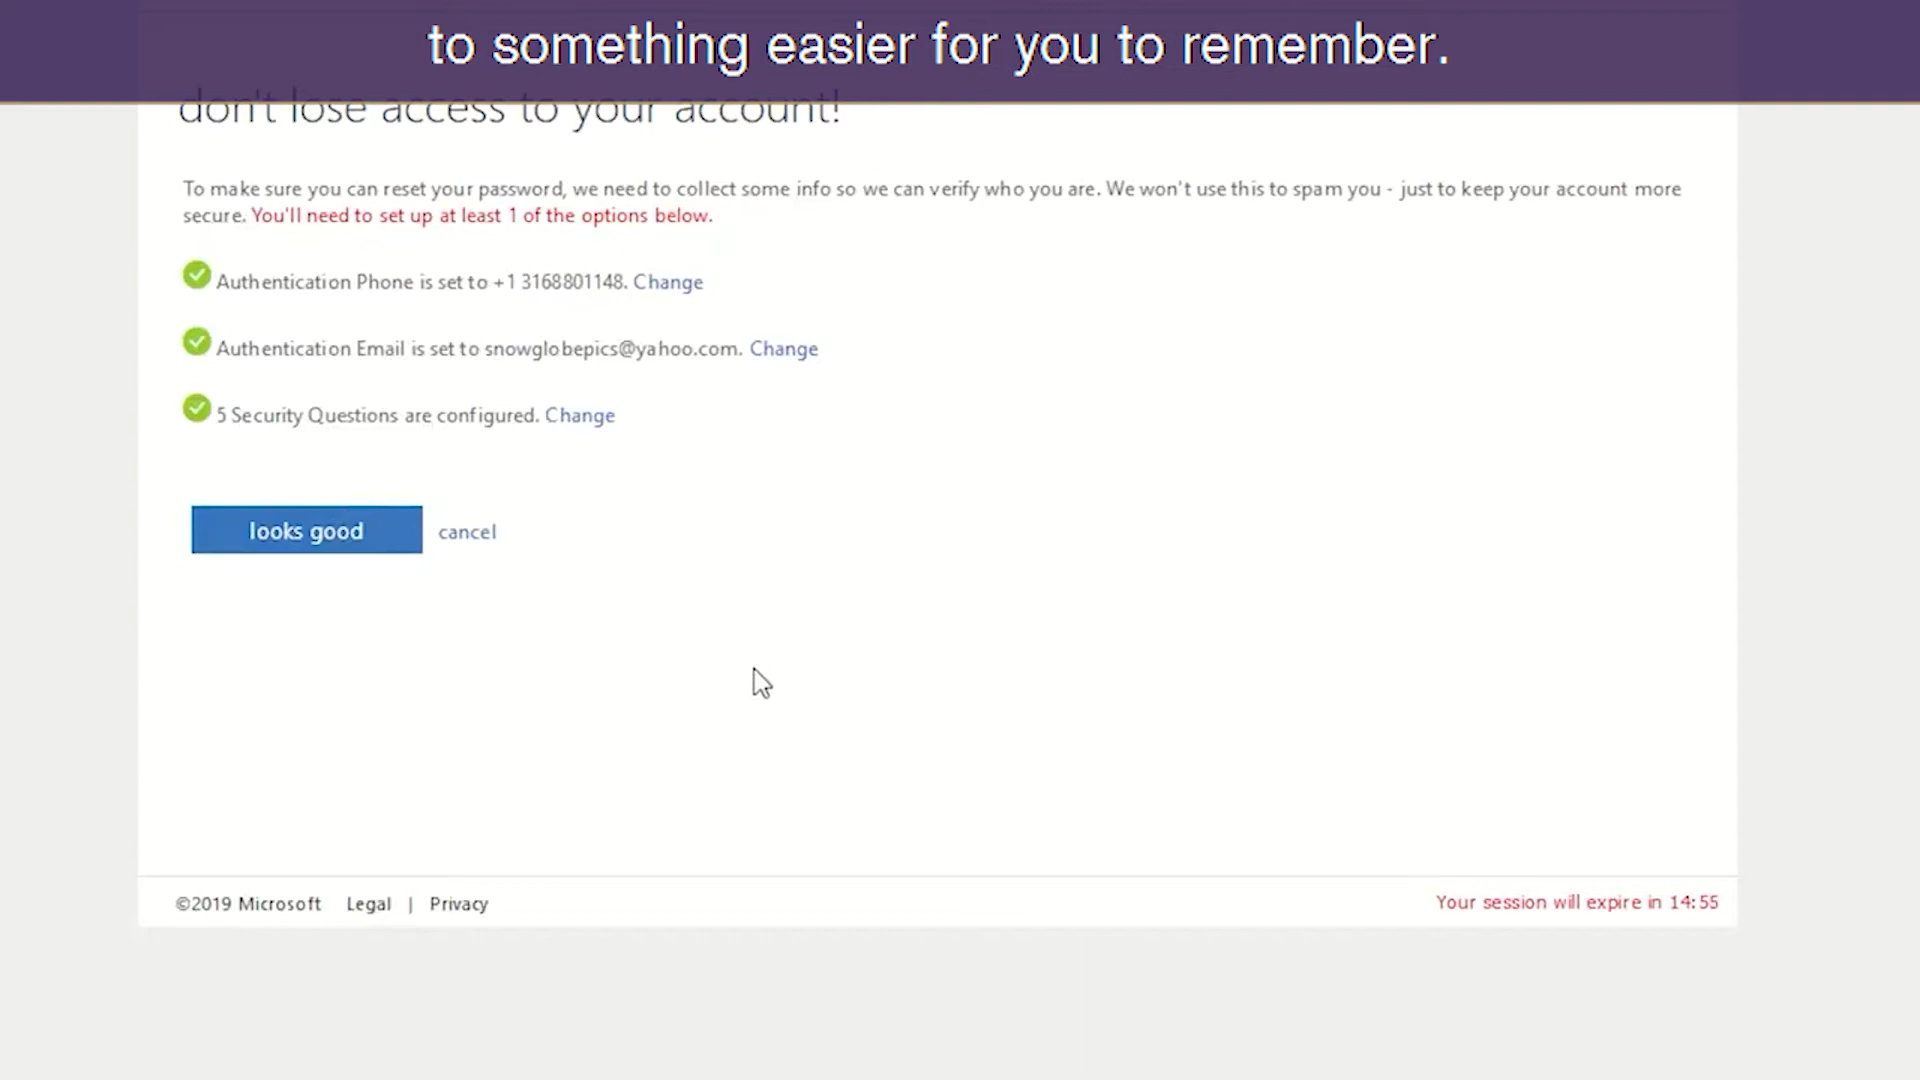 to something easier for you to remember.
don't lose access to your account!
To make sure you can reset your password, we need to collect some info so we can verify who you are. We won't use this to spam you - just to keep your account more
secure. You'll need to set up at least 1 of the options below.
Authentication Phone is set to +1 3168801148. Change
Authentication Email is set to snowglobepics@yahoo.com. Change
5 Security Questions are configured. Change
looks good cancel
©2019 Microsoft Legal | Privacy Your session will expire in 14:55